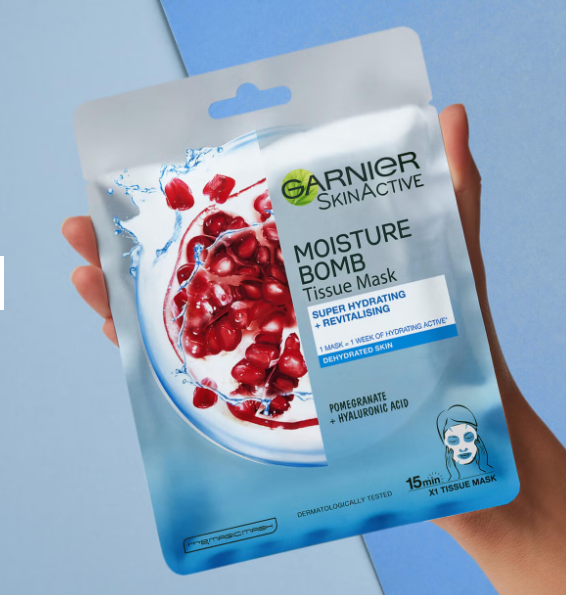 GARNIER
SKINACTIVE
MOISTURE
BOMB
Tissue Mask
SUPER HYDRATING
+ REVITALISING
1 MASK = 1 WEEK OF HYDRATING ACTIVE*
DEHYDRATED SKIN
POMEGRANATE
+ HYALURONIC ACID
15min
X1 TISSUE MASK
DERMATOLOGICALLY TESTED